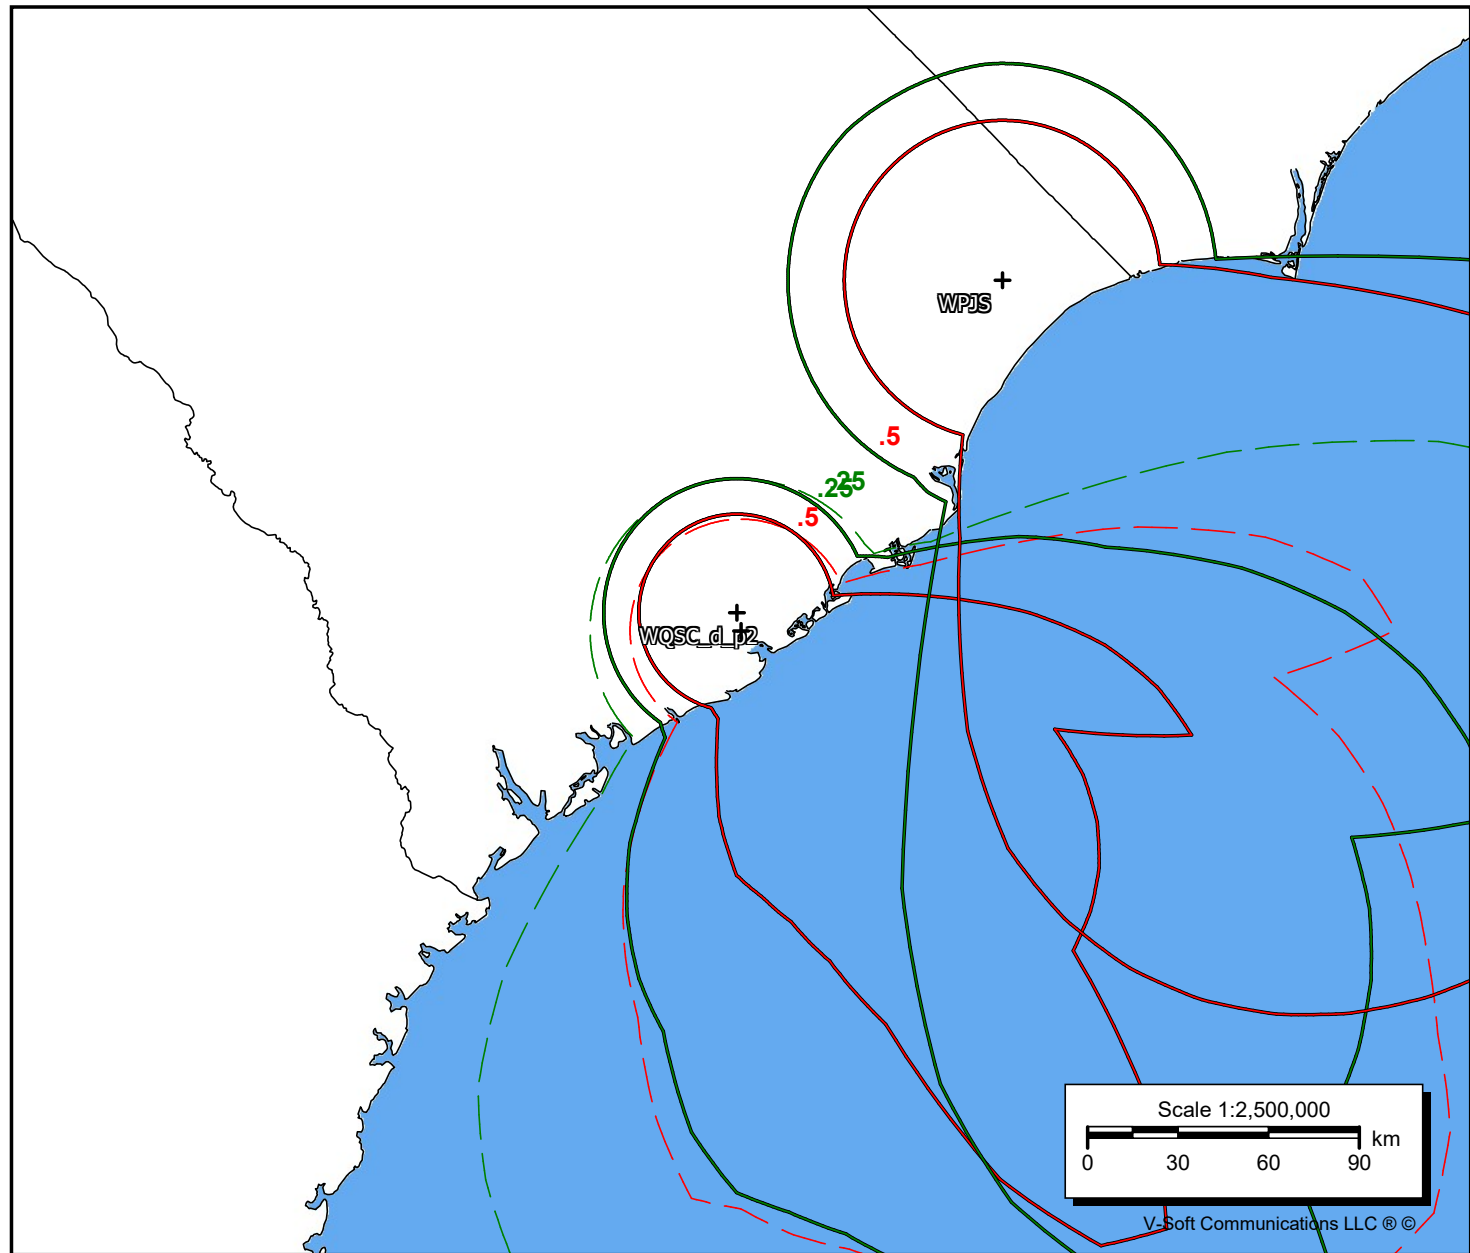 WPJS
.5
.25
.25
.5
WQSC_d_p2
Scale 1:2,500,000
km
0 30 60 90
V-Soft Communications LLC ® ©